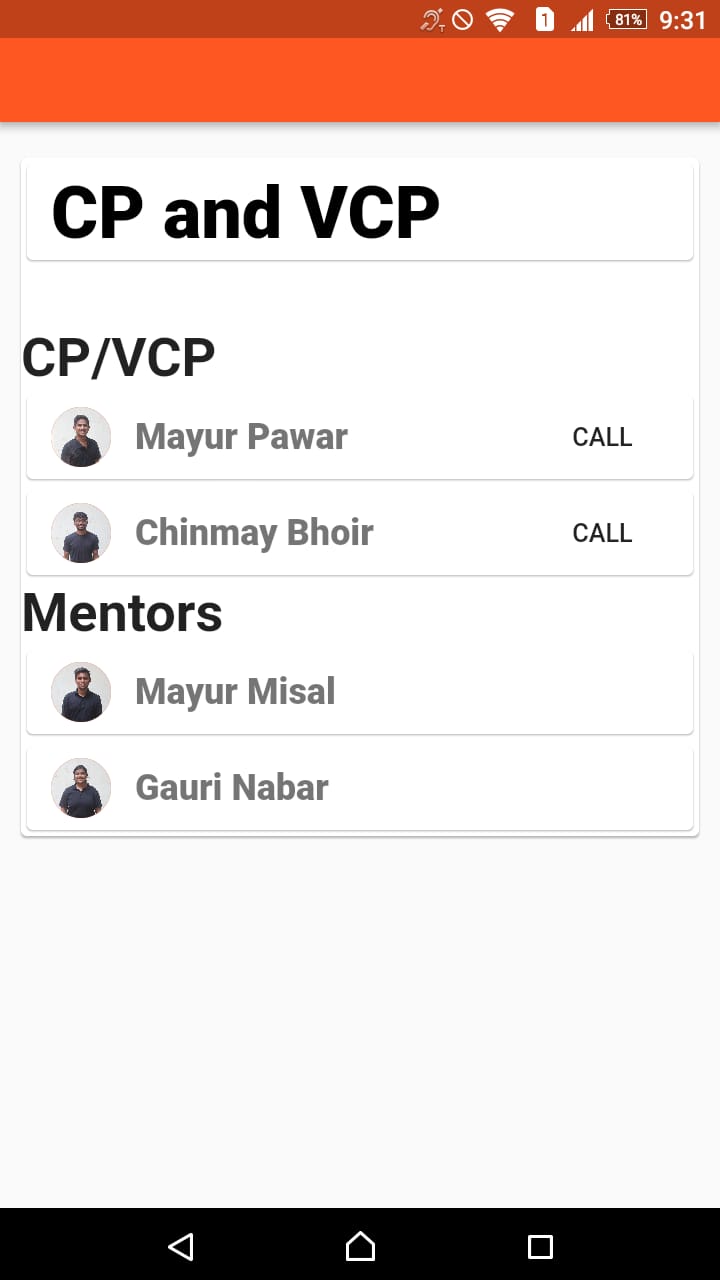 1 81% 9:31
CP and VCP
CP/VCP
Mayur Pawar CALL
Chinmay Bhoir CALL
Mentors
Mayur Misal
Gauri Nabar